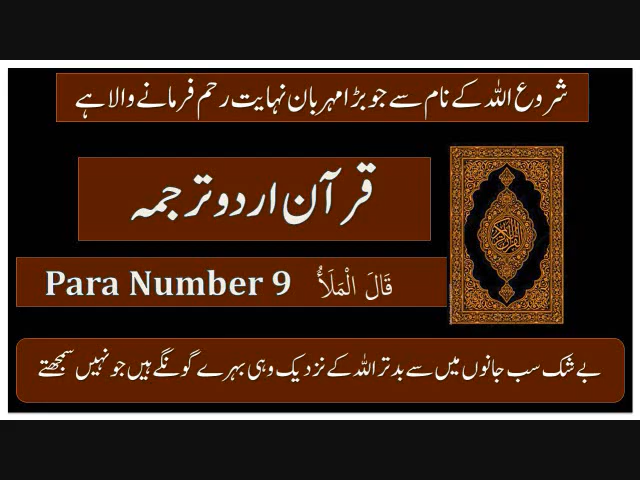 شروع اللہ کے نام سے جو بڑا مہربان نہایت رحم فرمانے والا ہے
قرآن اردو ترجمہ
Para Number 9 قَالَ الْمَلَأُ
بے شک سب جانوں میں سے بدتر اللہ کے نزدیک وہی بہرے گونگے ہیں جو نہیں سمجھتے